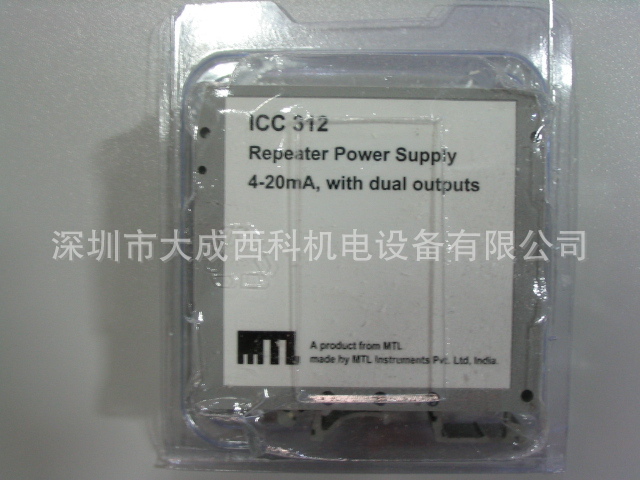 ICC 312
Repeater Power Supply
4-20mA, with dual outputs
深圳市大成西科机电设备有限公司
MTL
A product from MTL
made by MTL Instruments Pvt. Ltd, India.